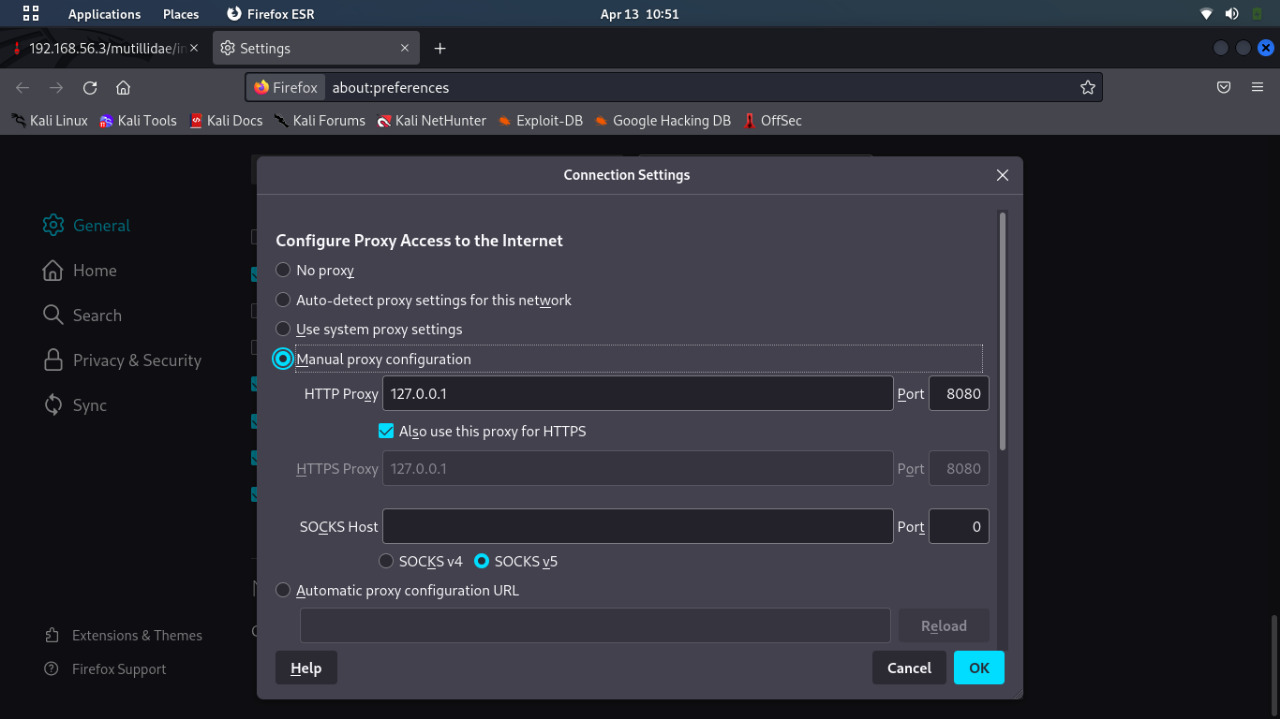 Applications Places Firefox ESR Apr 13 10:51
192.168.56.3/mutillidae/in Settings
Firefox about:preferences
Kali Linux Kali Tools Kali Docs Kali Forums Kali NetHunter Exploit-DB Google Hacking DB OffSec
Connection Settings
General
Home
Search
Privacy & Security
Sync
Extensions & Themes
Firefox Support
Configure Proxy Access to the Internet
No proxy
Auto-detect proxy settings for this network
Use system proxy settings
Manual proxy configuration
HTTP Proxy 127.0.0.1 Port 8080
Also use this proxy for HTTPS
HTTPS Proxy 127.0.0.1 Port 8080
SOCKS Host Port 0
SOCKS v4 SOCKS v5
Automatic proxy configuration URL
Reload
Help Cancel OK